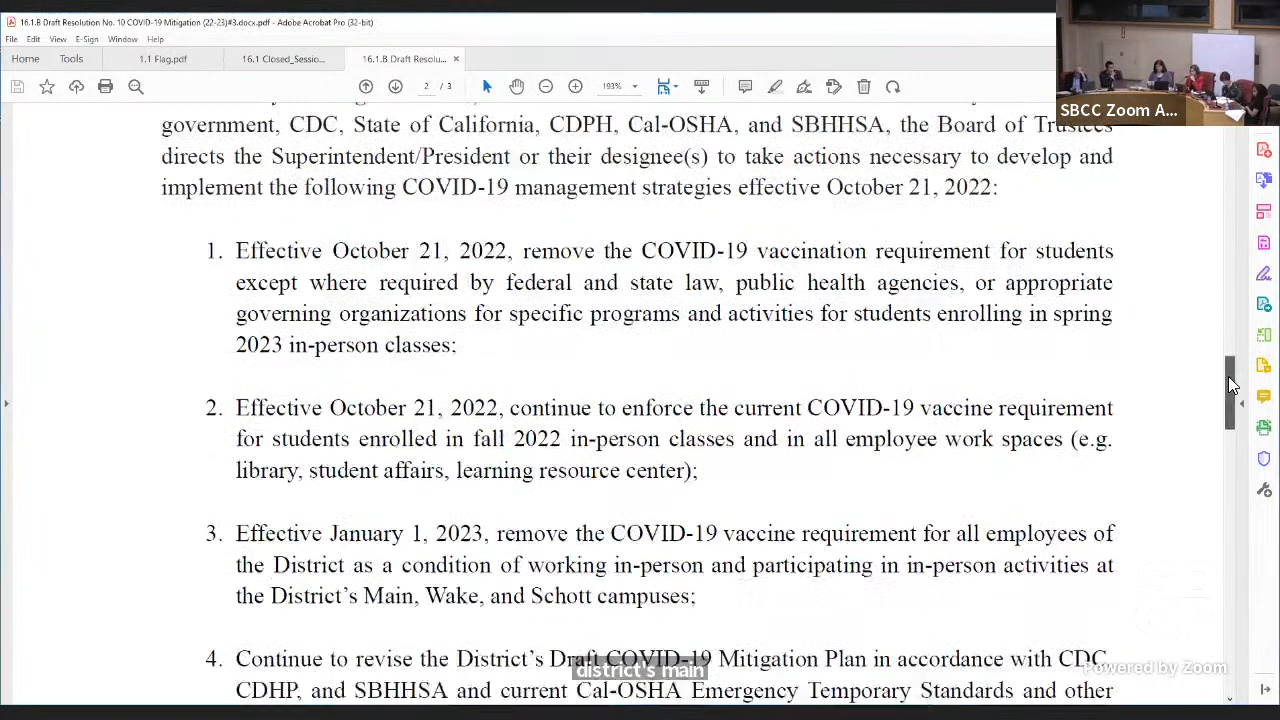 16.1.B Draft Resolution No. 10 COVID-19 Mitigation (22-23)#3.docx.pdf - Adobe Acrobat Pro (32-bit)
File Edit View E-Sign Window Help
Home Tools 1.1 Flag.pdf 16.1 Closed_Sessio... 16.1.B Draft Resolu... ×
2 / 3 193%
SBCC Zoom A...
government, CDC, State of California, CDPH, Cal-OSHA, and SBHHSA, the Board of Trustees
directs the Superintendent/President or their designee(s) to take actions necessary to develop and
implement the following COVID-19 management strategies effective October 21, 2022:
1. Effective October 21, 2022, remove the COVID-19 vaccination requirement for students
except where required by federal and state law, public health agencies, or appropriate
governing organizations for specific programs and activities for students enrolling in spring
2023 in-person classes;
2. Effective October 21, 2022, continue to enforce the current COVID-19 vaccine requirement
for students enrolled in fall 2022 in-person classes and in all employee work spaces (e.g.
library, student affairs, learning resource center);
3. Effective January 1, 2023, remove the COVID-19 vaccine requirement for all employees of
the District as a condition of working in-person and participating in in-person activities at
the District's Main, Wake, and Schott campuses;
4. Continue to revise the District's Draft COVID-19 Mitigation Plan in accordance with CDC,
district's main
Powered by Zoom
CDHP, and SBHHSA and current Cal-OSHA Emergency Temporary Standards and other